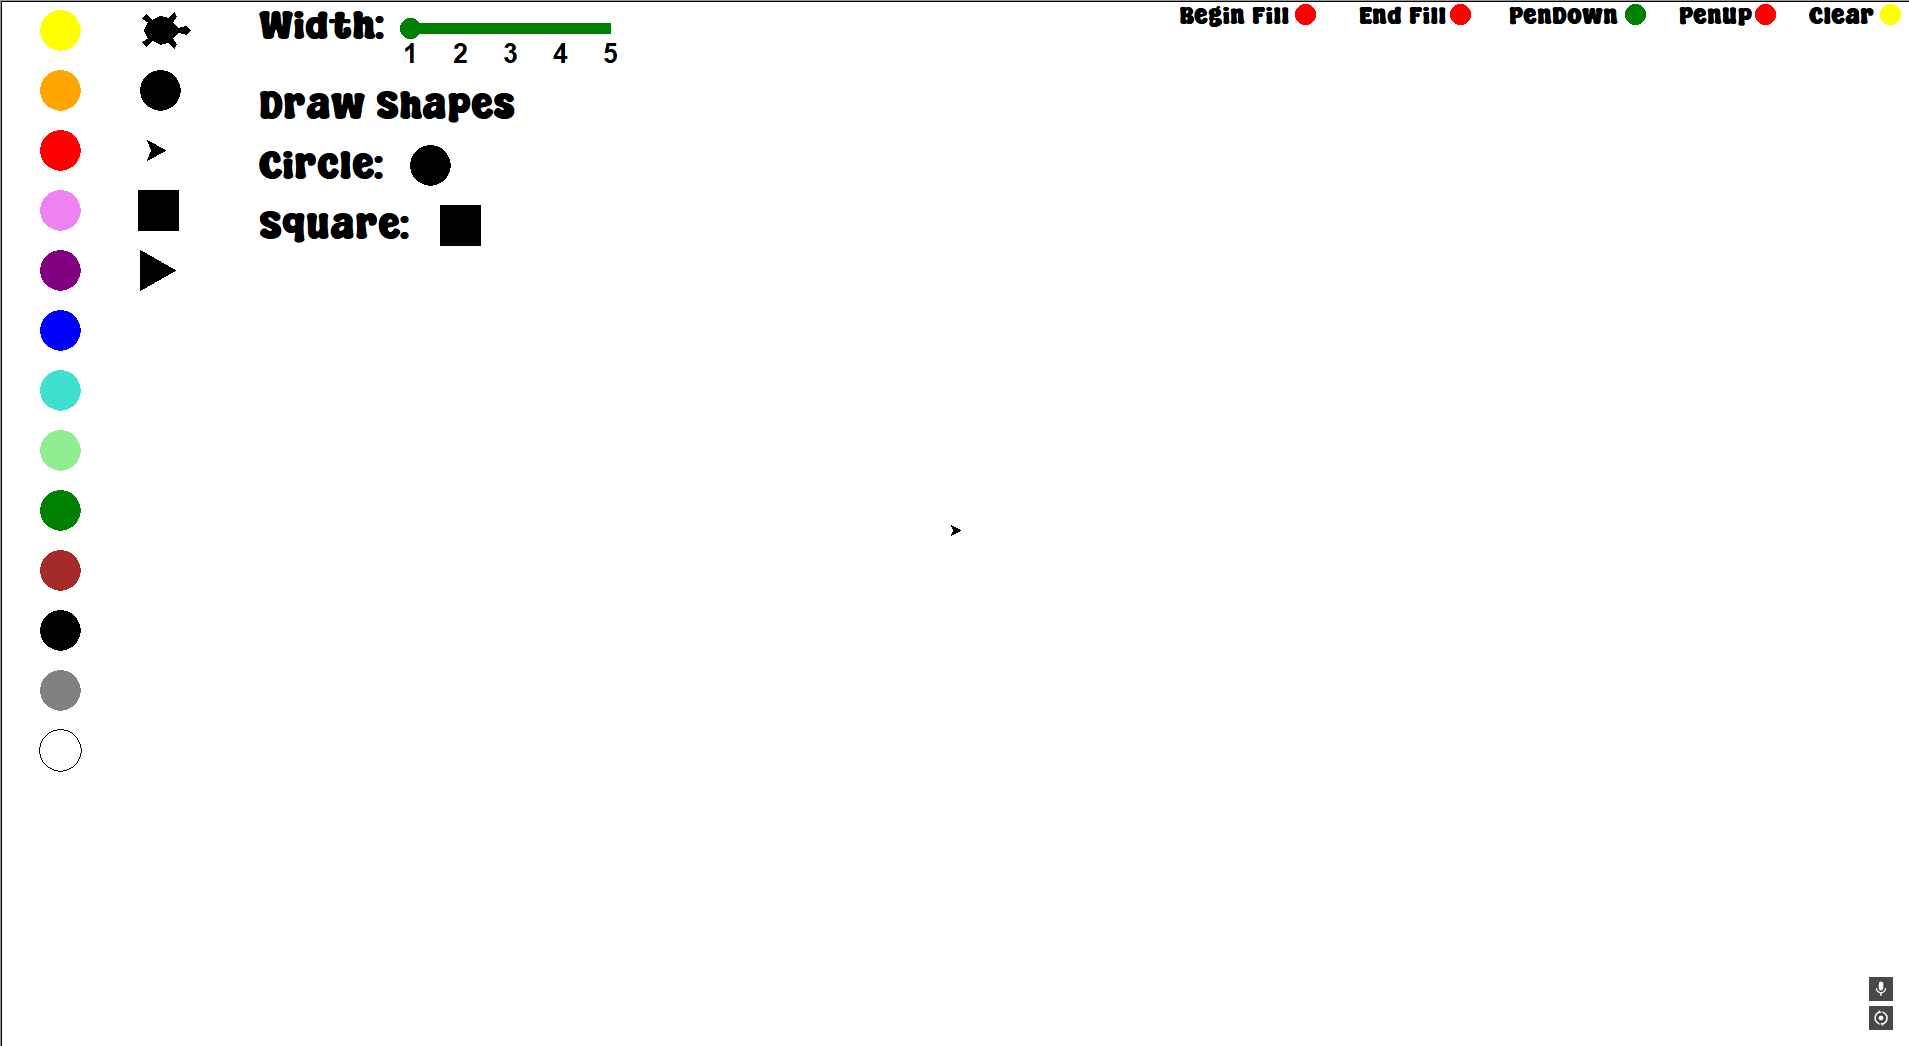 Begin Fill End Fill PenDown PenUp Clear
Width:
1 2 3 4 5
Draw Shapes
Circle:
Square: